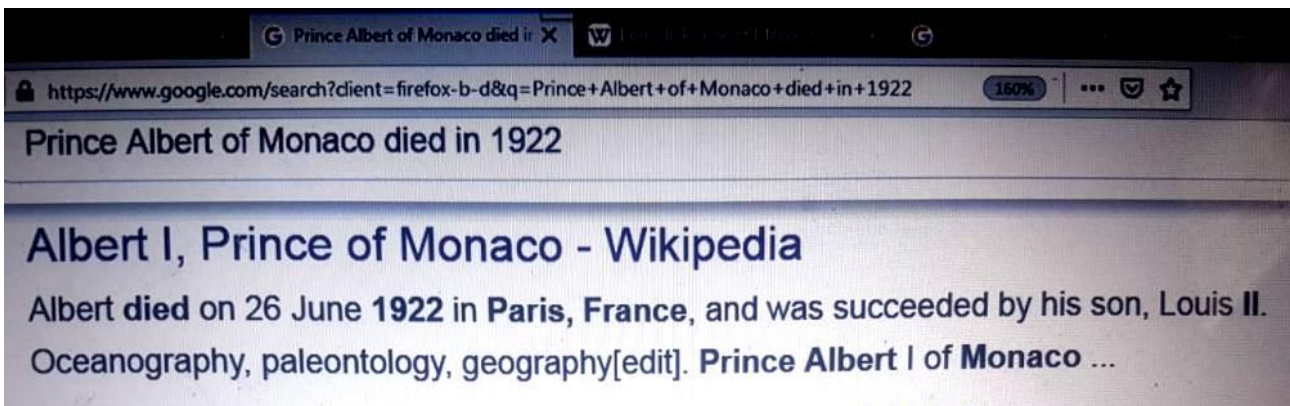 Prince Albert of Monaco died ir
https://www.google.com/search?client=firefox-b-d&q=Prince+Albert+of+Monaco+died+in+1922 160%
Prince Albert of Monaco died in 1922
Albert I, Prince of Monaco - Wikipedia
Albert died on 26 June 1922 in Paris, France, and was succeeded by his son, Louis II.
Oceanography, paleontology, geography[edit]. Prince Albert I of Monaco ...